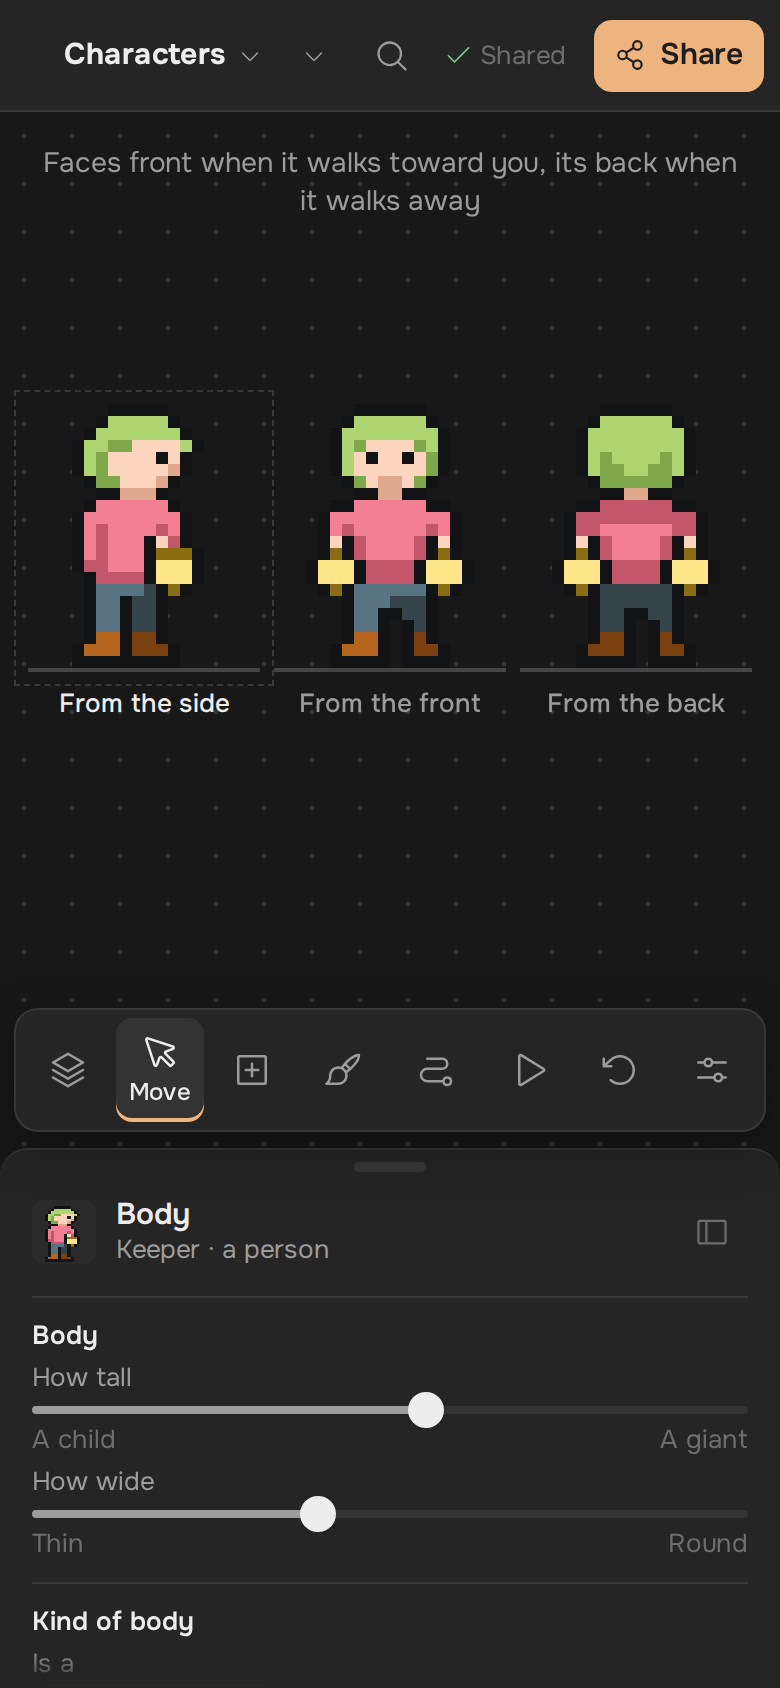 Characters
Shared
Share
Faces front when it walks toward you, its back when
it walks away
From the side
From the front
From the back
Move
Body
Keeper · a person
Body
How tall
A child
A giant
How wide
Thin
Round
Kind of body
Is a